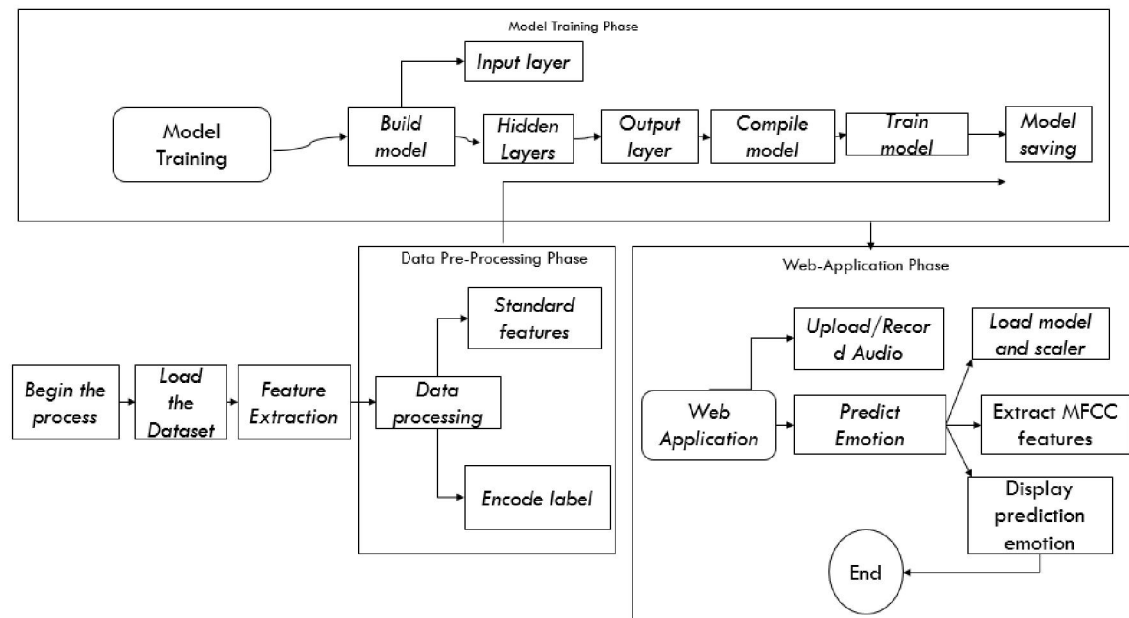 Model Training Phase
Input layer
Model
Training
Build
model
Hidden
Layers
Output
layer
Compile
model
Train
model
Model
saving
Data Pre-Processing Phase
Standard
features
Begin the
process
Load
the
Dataset
Feature
Extraction
Data
processing
Encode label
Web-Application Phase
Upload/Recor
d Audio
Load model
and scaler
Web
Application
Predict
Emotion
Extract MFCC
features
Display
prediction
emotion
End